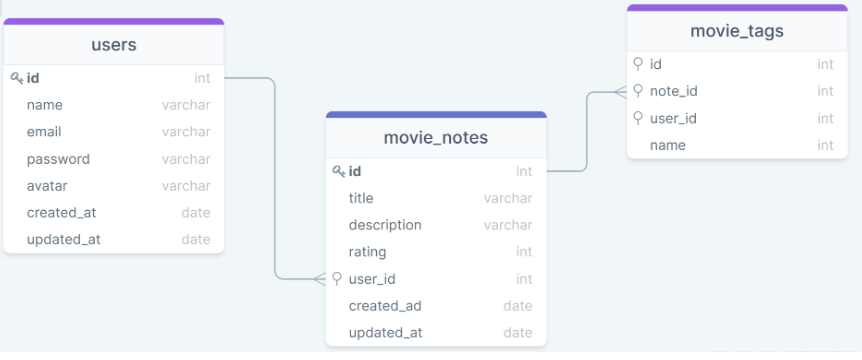 users
id int
name varchar
email varchar
password varchar
avatar varchar
created_at date
updated_at date
movie_notes
id int
title varchar
description varchar
rating int
user_id int
created_ad date
updated_at date
movie_tags
id int
note_id int
user_id int
name int